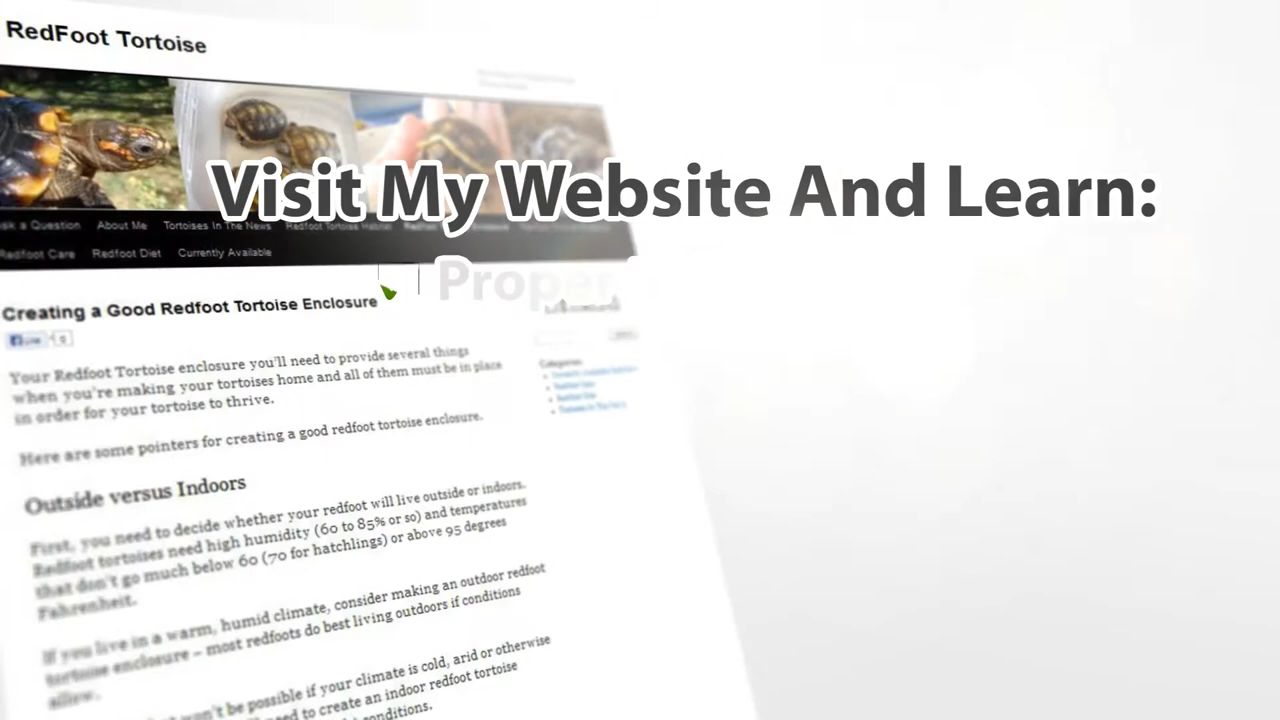 RedFoot Tortoise
Visit My Website And Learn:
Ask a Question About Me Tortoises In The News Redfoot Tortoise Habitat
Redfoot Care Redfoot Diet Currently Available
Proper
Creating a Good Redfoot Tortoise Enclosure
Like 0
Categories
Your Redfoot Tortoise enclosure you'll need to provide several things
when you're making your tortoises home and all of them must be in place
in order for your tortoise to thrive.
Here are some pointers for creating a good redfoot tortoise enclosure.
Outside versus Indoors
First, you need to decide whether your redfoot will live outside or indoors.
Redfoot tortoises need high humidity (60 to 85% or so) and temperatures
that don't go much below 60 (70 for hatchlings) or above 95 degrees
Fahrenheit.
If you live in a warm, humid climate, consider making an outdoor redfoot
tortoise enclosure – most redfoots do best living outdoors if conditions
allow.
won't be possible if your climate is cold, arid or otherwise
need to create an indoor redfoot tortoise
conditions.